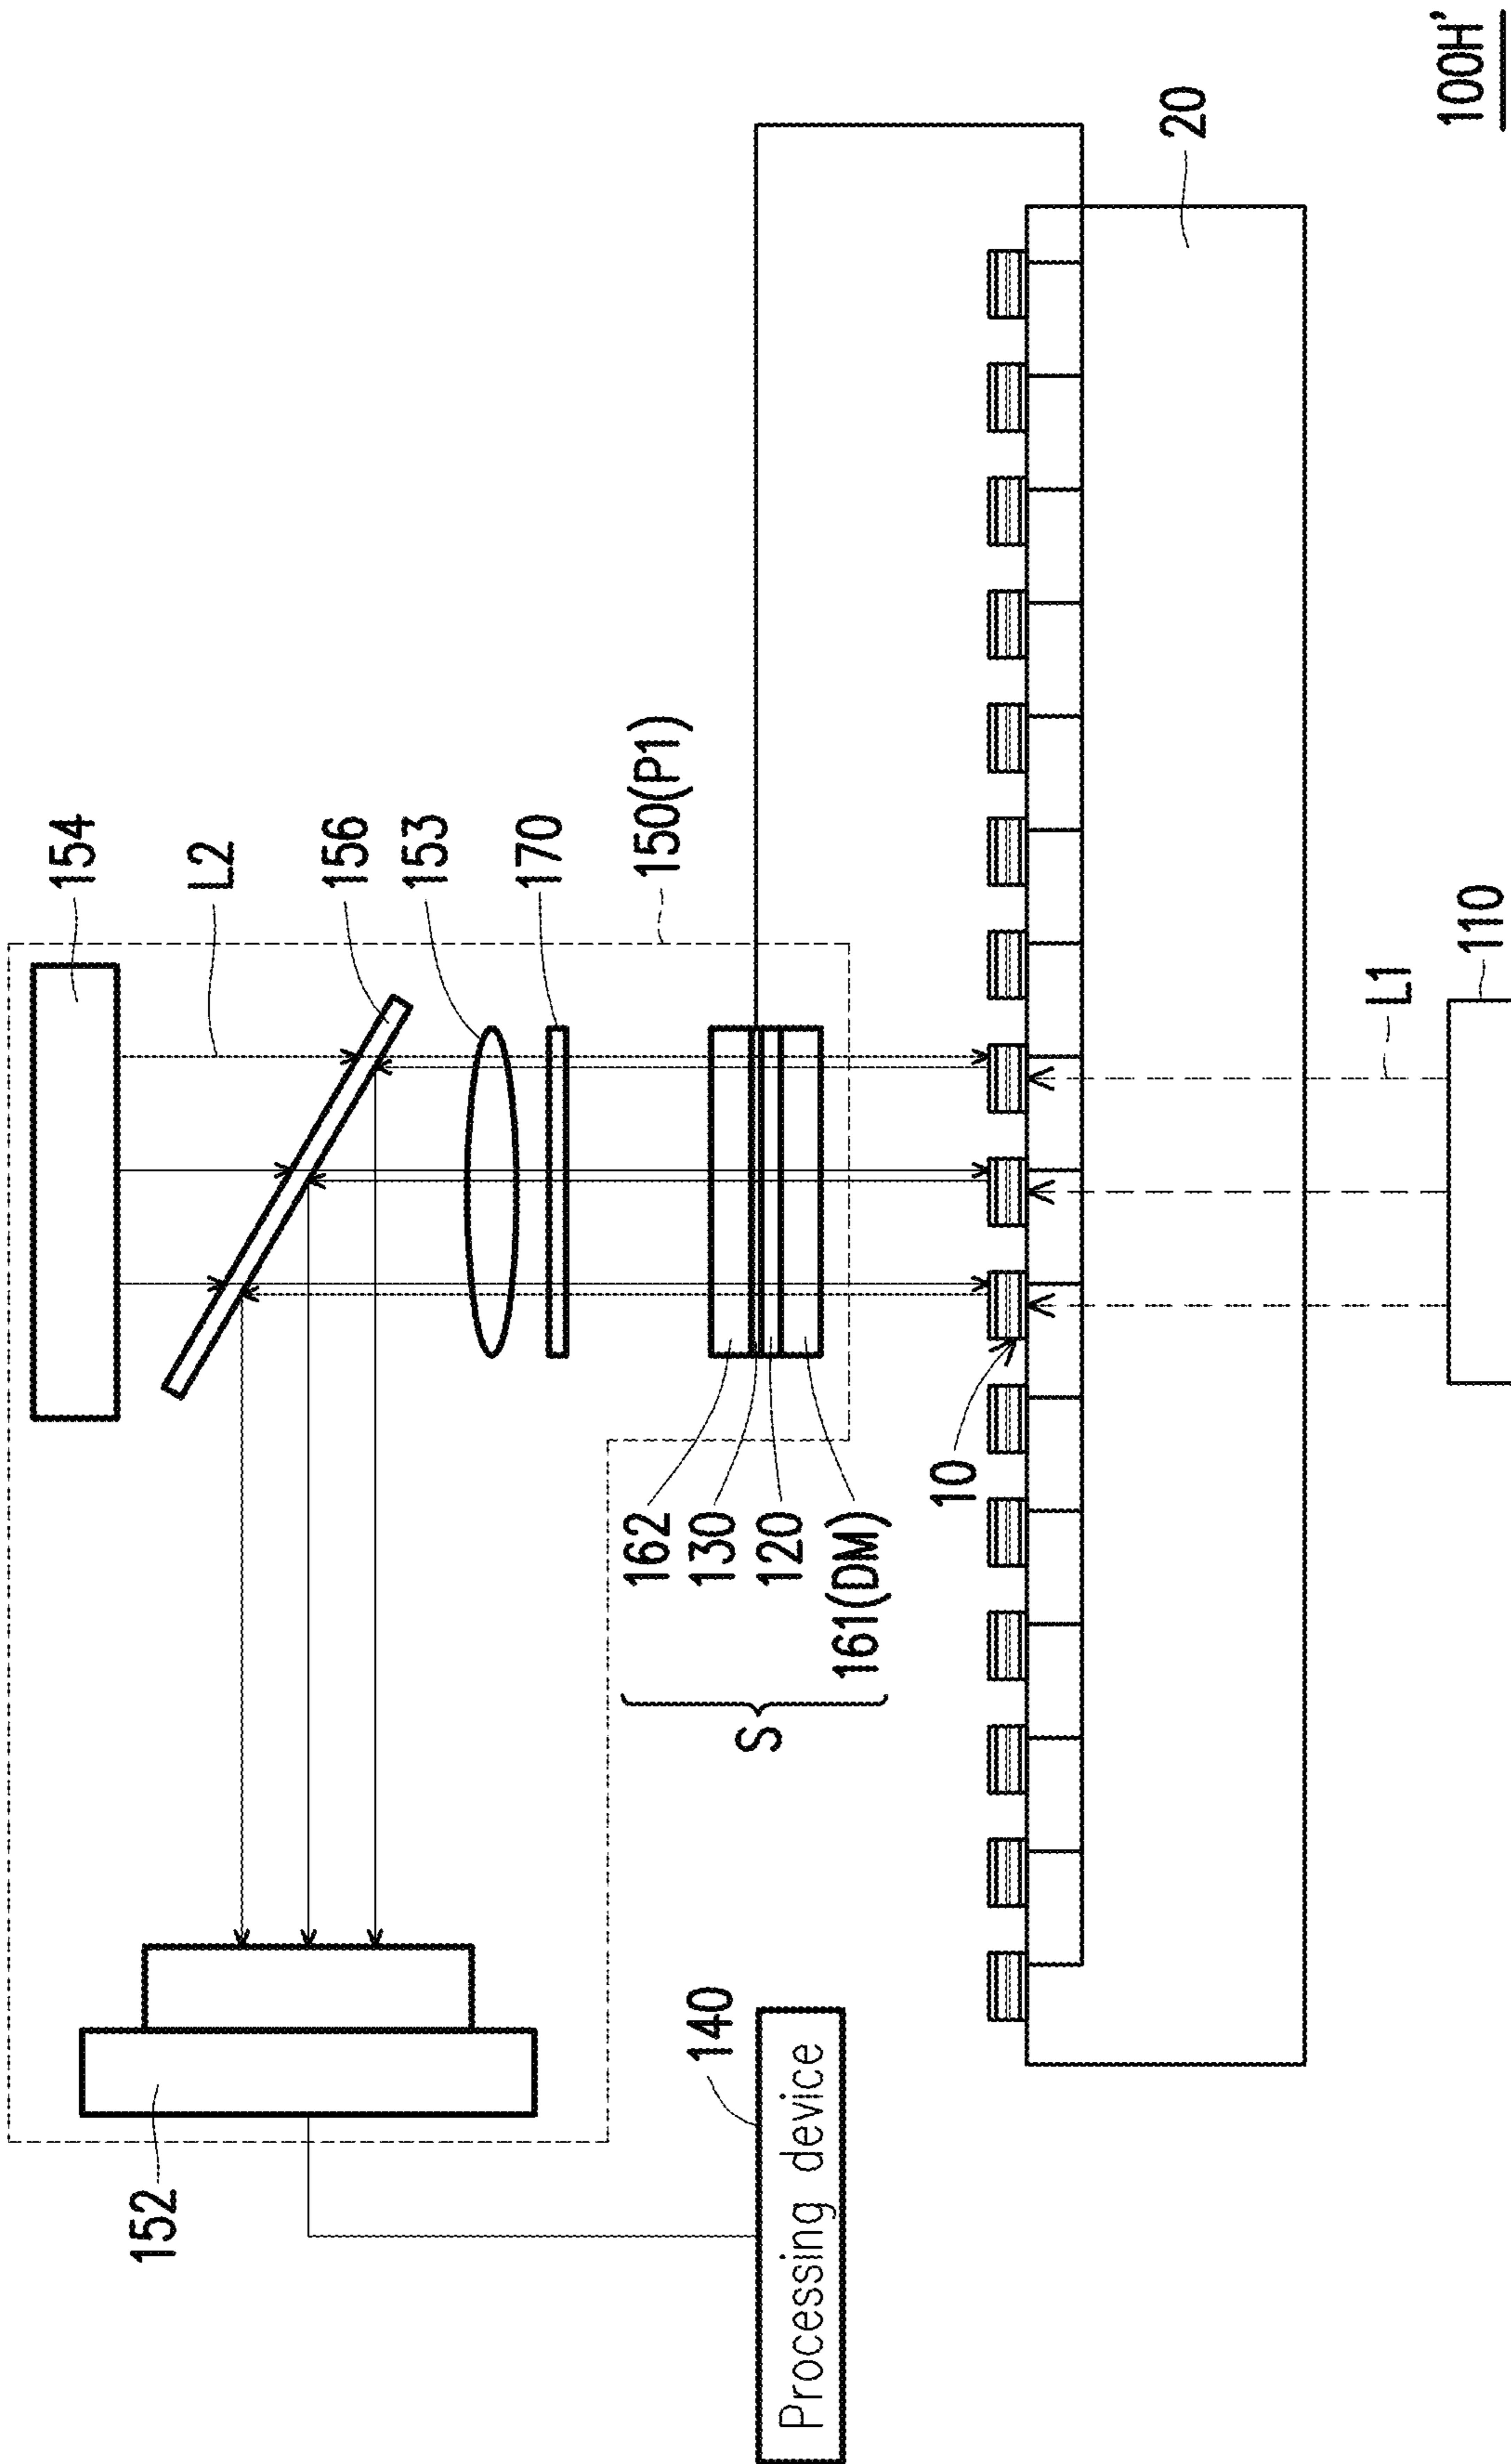 154
L2
156
153
170
150(P1)
152
140
Processing device
162
130
120
161(DM)
S
10
20
L1
110
100H'